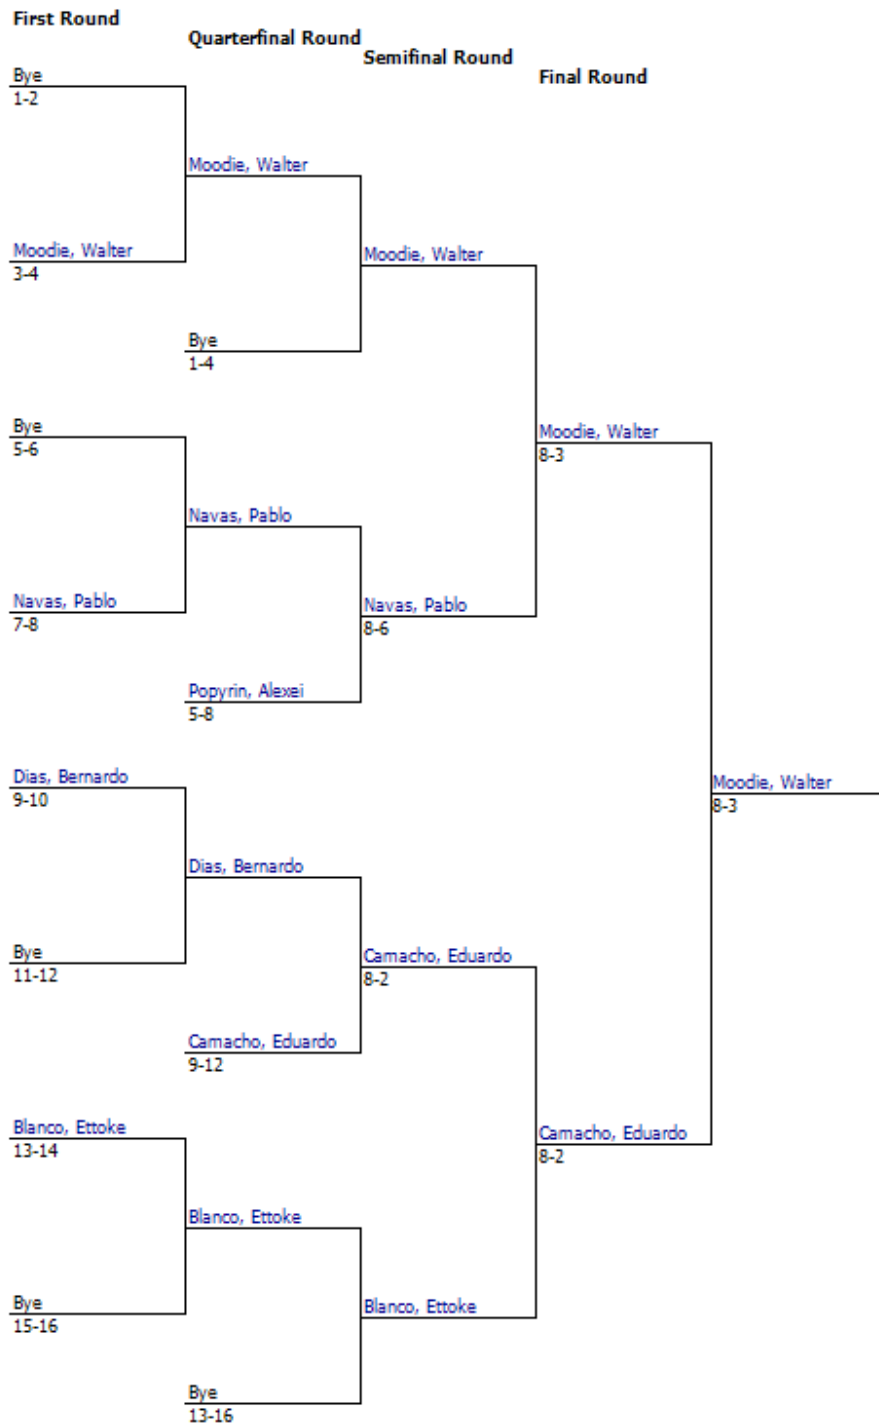 First Round
Quarterfinal Round
Semifinal Round
Final Round
Bye
1-2
Moodie, Walter
Moodie, Walter
3-4
Moodie, Walter
Bye
1-4
Bye
5-6
Moodie, Walter
8-3
Navas, Pablo
Navas, Pablo
7-8
Navas, Pablo
8-6
Popyrin, Alexei
5-8
Dias, Bernardo
9-10
Moodie, Walter
8-3
Dias, Bernardo
Bye
11-12
Camacho, Eduardo
8-2
Camacho, Eduardo
9-12
Blanco, Ettoke
13-14
Camacho, Eduardo
8-2
Blanco, Ettoke
Bye
15-16
Blanco, Ettoke
Bye
13-16